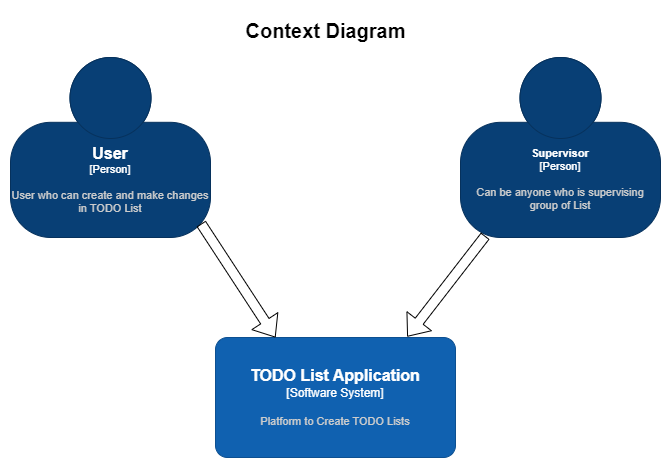 Context Diagram
User
[Person]
User who can create and make changes
in TODO List
Supervisor
[Person]
Can be anyone who is supervising
group of List
TODO List Application
[Software System]
Platform to Create TODO Lists